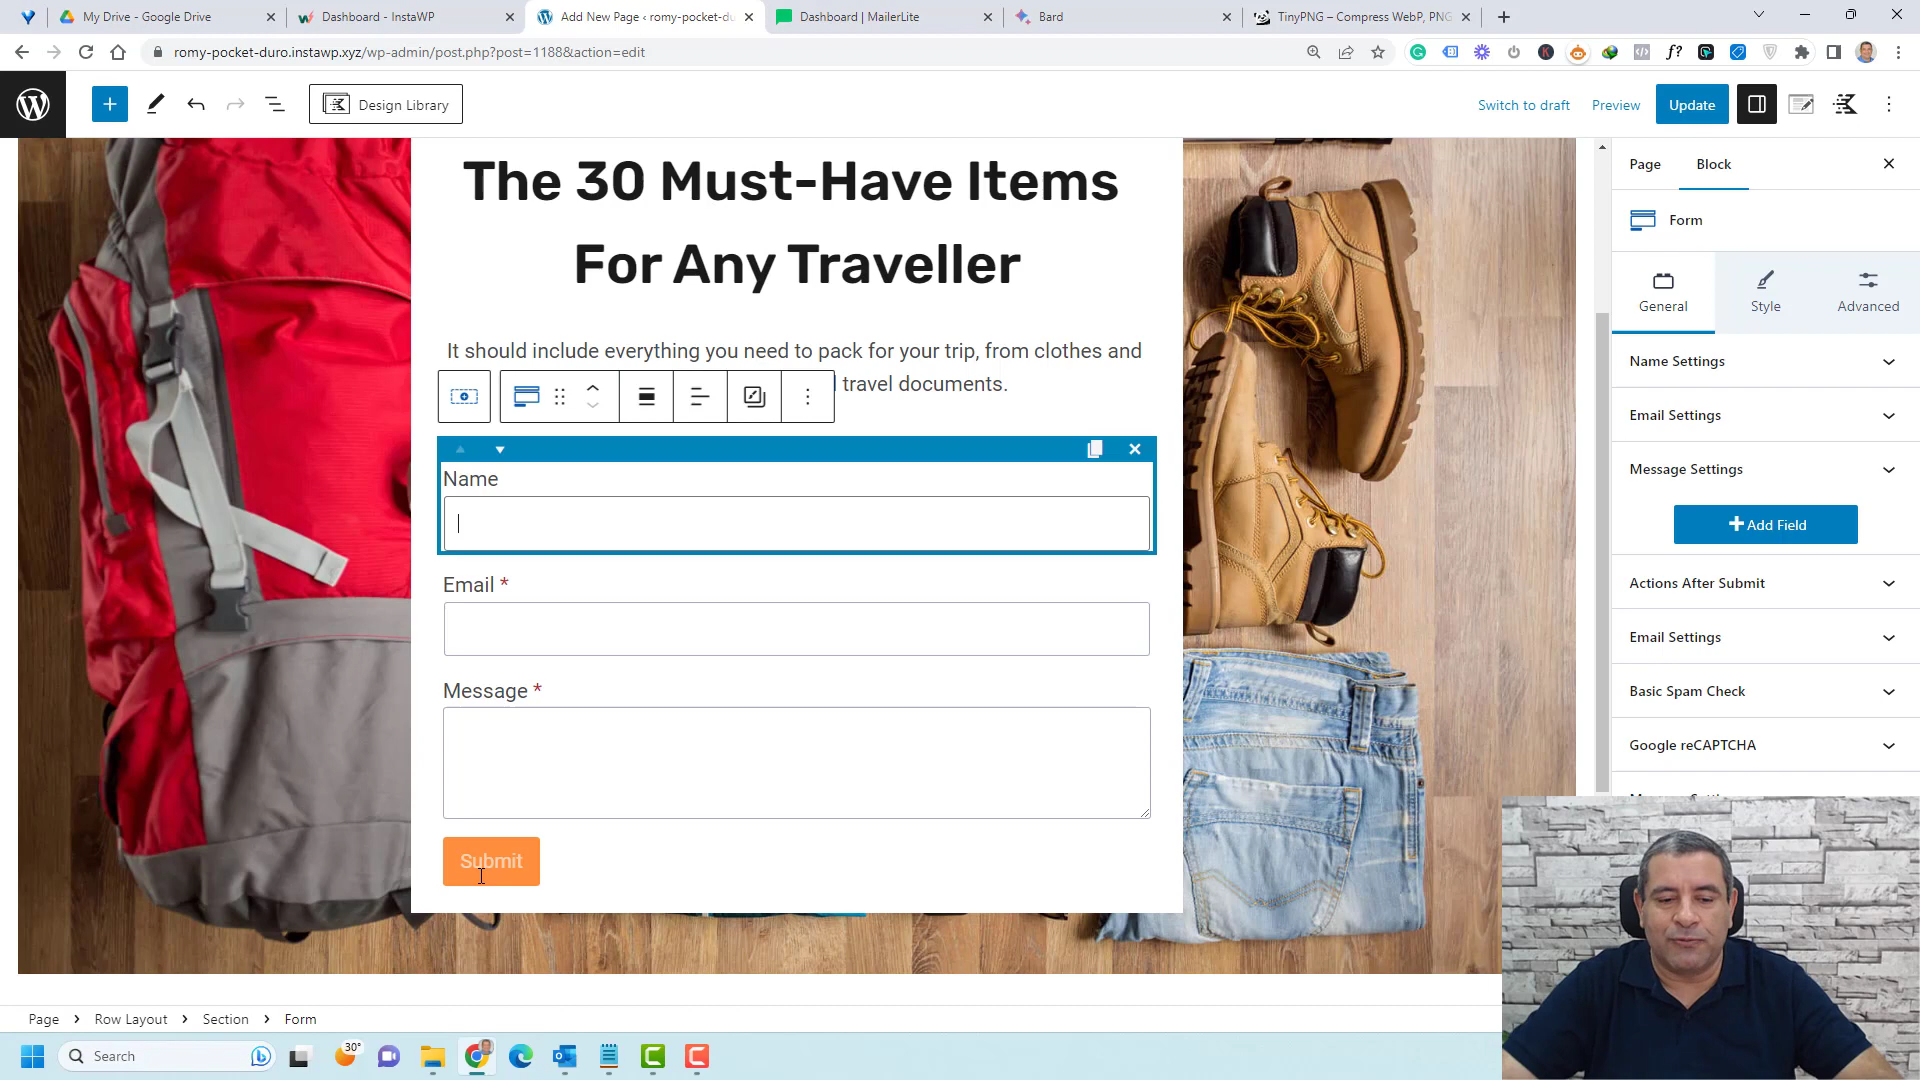 My Drive - Google Drive
Dashboard - InstaWP
Add New Page ‹ romy-pocket-du
Dashboard | MailerLite
Bard
TinyPNG – Compress WebP, PNG
romy-pocket-duro.instawp.xyz/wp-admin/post.php?post=1188&action=edit
Design Library
Switch to draft
Preview
Update
The 30 Must-Have Items
For Any Traveller
It should include everything you need to pack for your trip, from clothes and
travel documents.
Name
Email *
Message *
Submit
Page
Block
Form
General
Style
Advanced
Name Settings
Email Settings
Message Settings
Add Field
Actions After Submit
Email Settings
Basic Spam Check
Google reCAPTCHA
Page > Row Layout > Section > Form
Search
30°